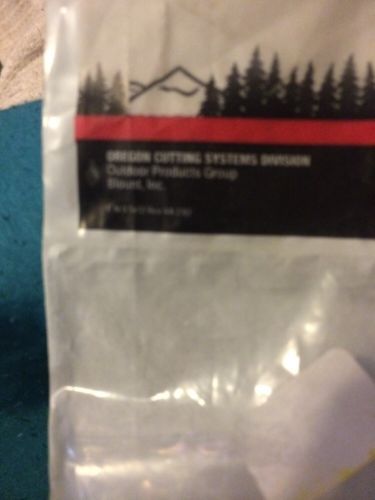 OREGON CUTTING SYSTEMS DIVISION
Outdoor Products Group
Blount, Inc.